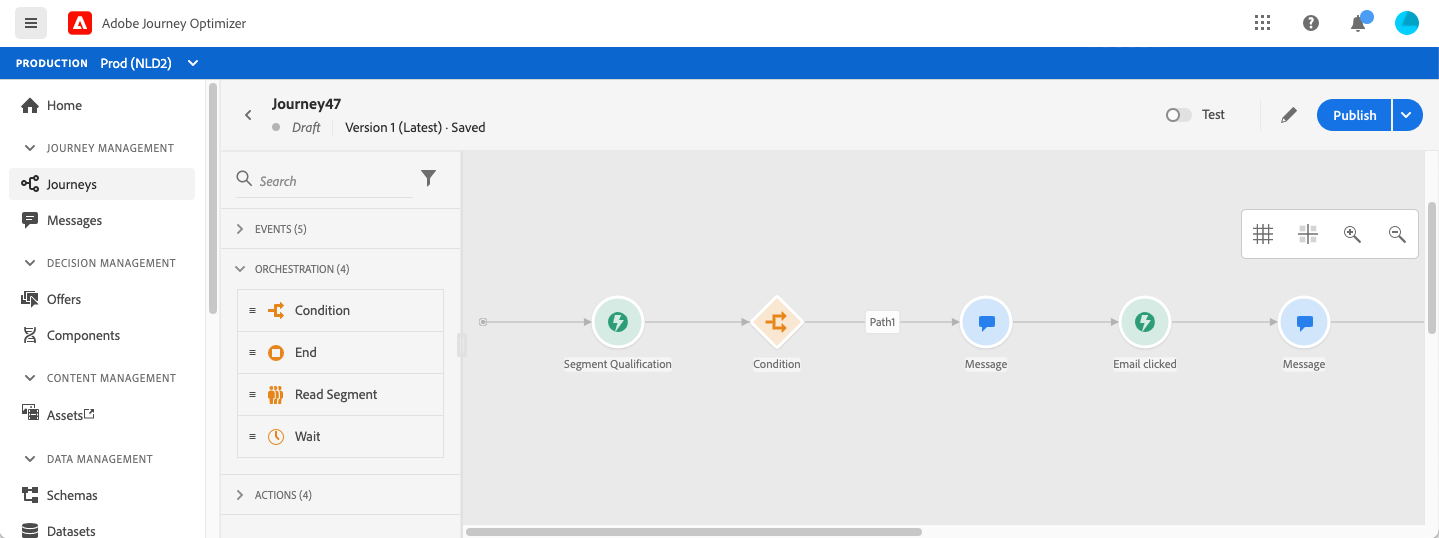 Adobe Journey Optimizer
PRODUCTION Prod (NLD2)
Home
JOURNEY MANAGEMENT
Journeys
Messages
DECISION MANAGEMENT
Offers
Components
CONTENT MANAGEMENT
Assets
DATA MANAGEMENT
Schemas
Datasets
Journey47
Draft Version 1 (Latest) · Saved
Test
Publish
Search
EVENTS (5)
ORCHESTRATION (4)
Condition
End
Read Segment
Wait
ACTIONS (4)
Path1
Segment Qualification Condition Message Email clicked Message